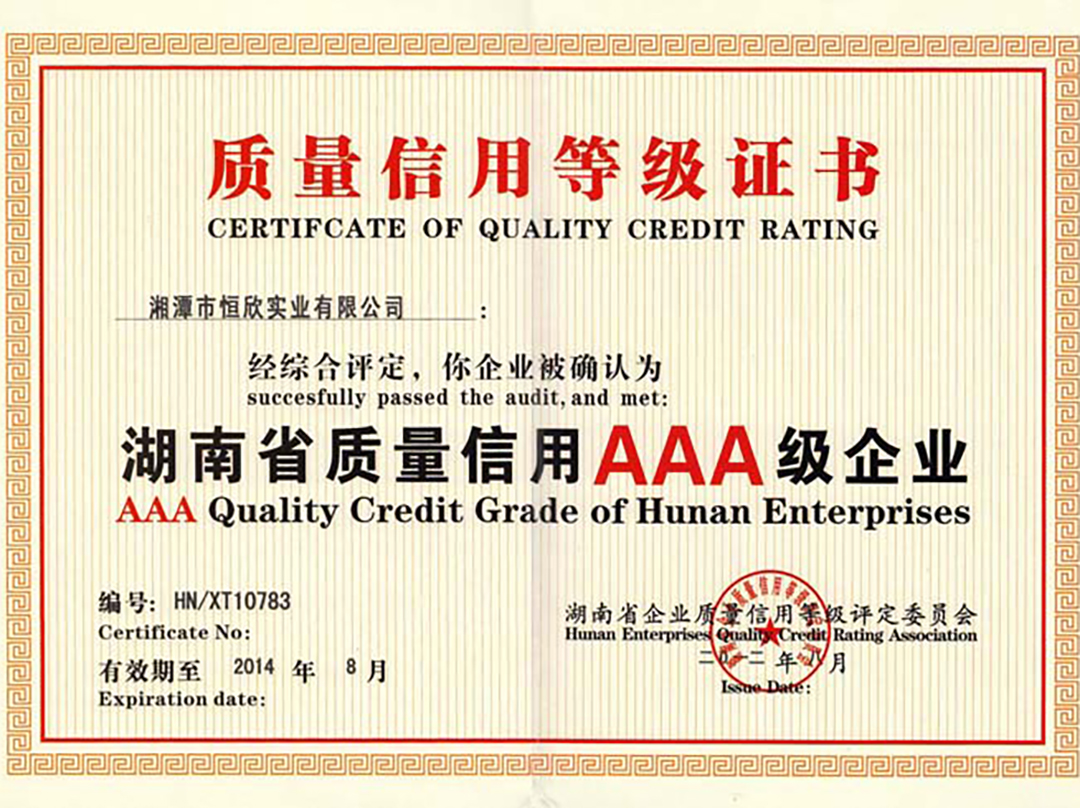 质量信用等级证书
CERTIFCATE OF QUALITY CREDIT RATING
湘潭市恒欣实业有限公司:
经综合评定，你企业被确认为
succesfully passed the audit, and met:
湖南省质量信用AAA级企业
AAA Quality Credit Grade of Hunan Enterprises
编号: HN/XT10783
Certificate No:
有效期至 2014 年 8 月
Expiration date:
湖南省企业质量信用等级评定委员会
Hunan Enterprises Quality Credit Rating Association
二〇一二年八月
Issue Date: